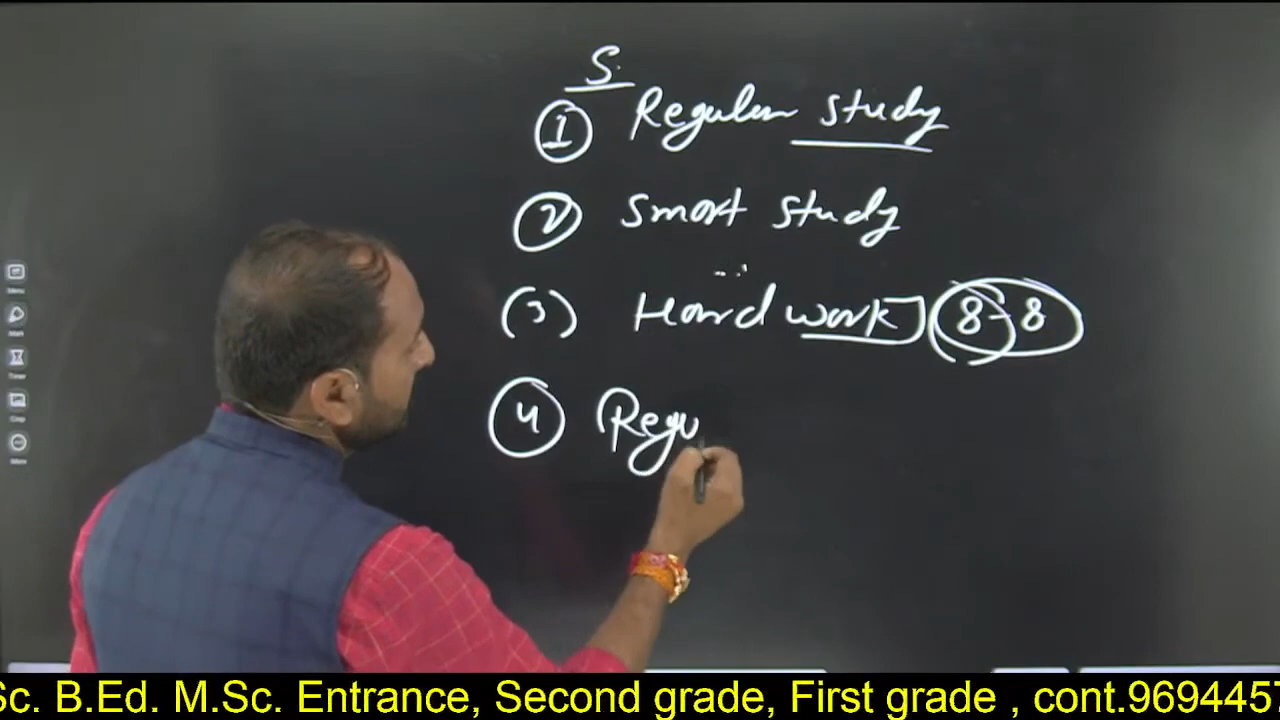 S.
① Regular study
② Smart study
(3) Hard work] 8-8
④ Regu
Sc. B.Ed. M.Sc. Entrance, Second grade, First grade , cont.9694457